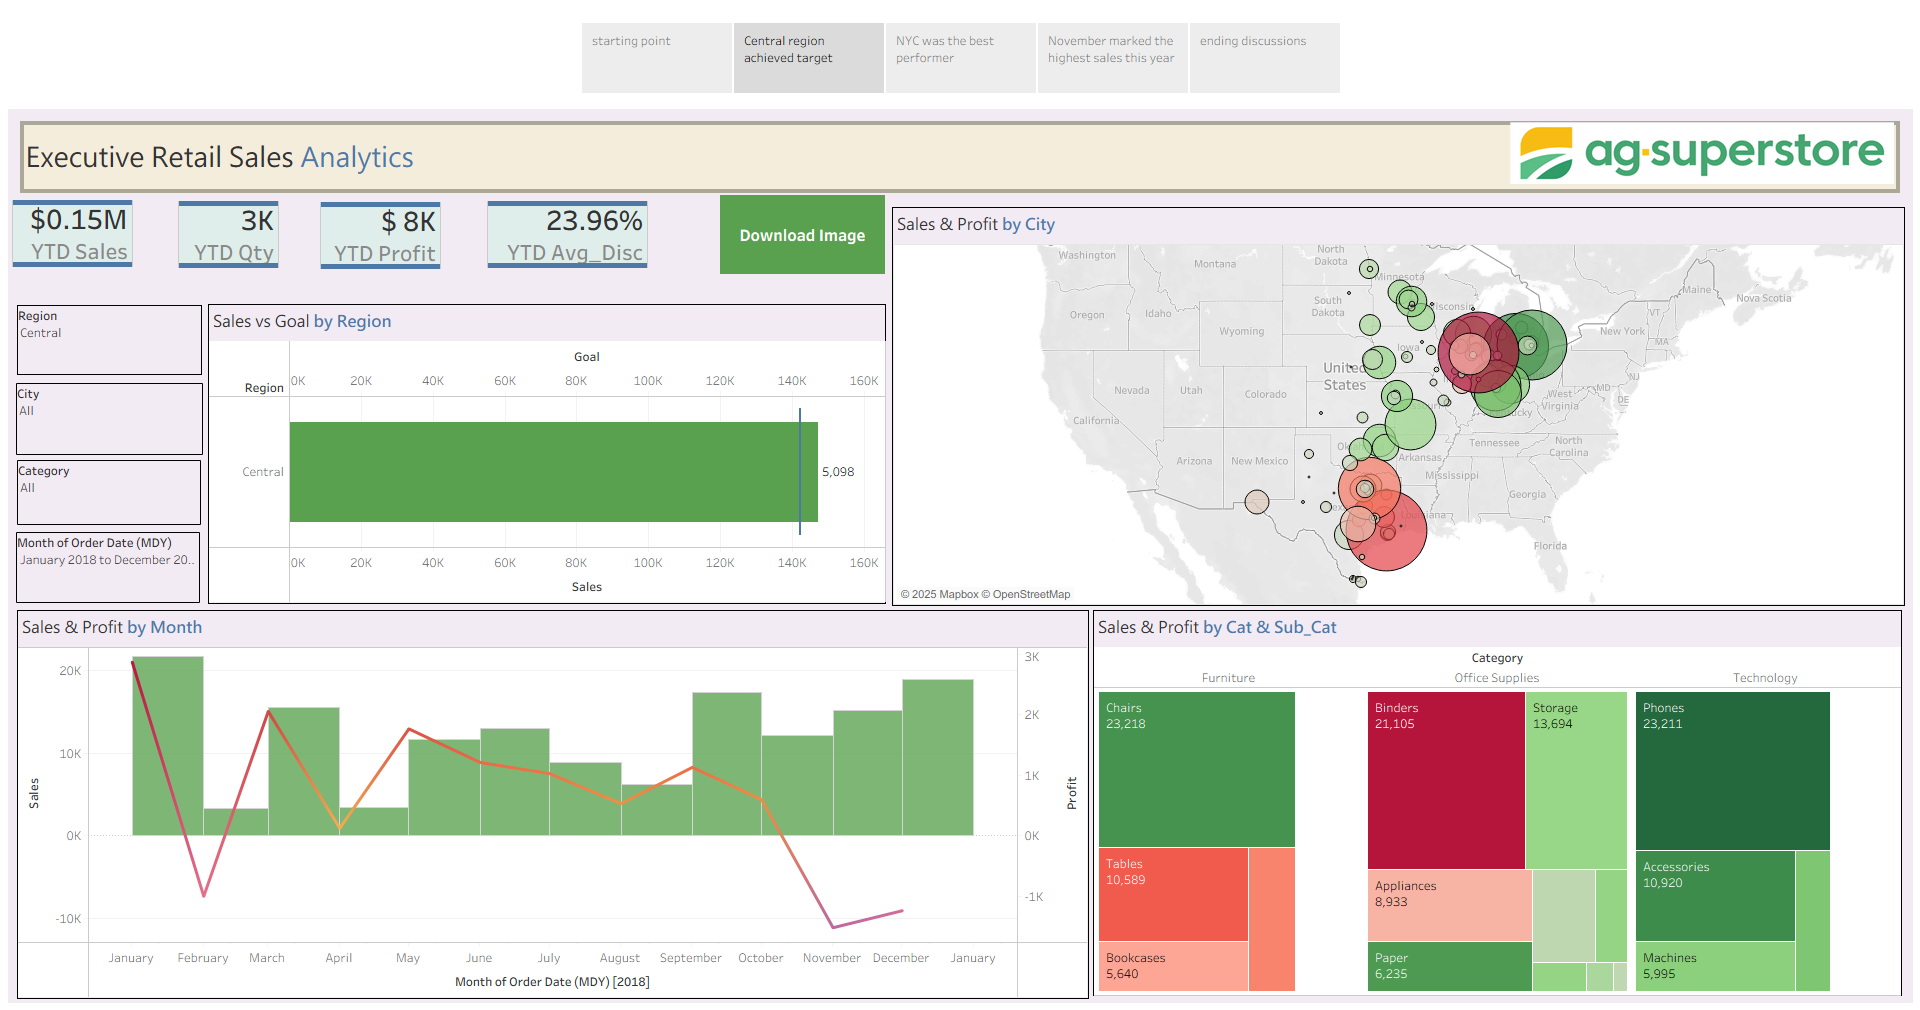 starting point
Central region
achieved target
NYC was the best
performer
November marked the
highest sales this year
ending discussions
Executive Retail Sales Analytics
ag·superstore
$0.15M
YTD Sales
3K
YTD Qty
$ 8K
YTD Profit
23.96%
YTD Avg_Disc
Download Image
Region
Central
City
All
Category
All
Month of Order Date (MDY)
January 2018 to December 20..
Sales vs Goal by Region
Goal
Region
0K 20K 40K 60K 80K 100K 120K 140K 160K
Central
5,098
0K 20K 40K 60K 80K 100K 120K 140K 160K
Sales
Sales & Profit by City
Washington
Montana
North
Dakota
Minnesota
Maine
Nova Scotia
Oregon
Idaho
South
Dakota
Wyoming
New York
VT
MA
Iowa
United
States
Nevada
Utah
Colorado
NJ
MD
DE
West
Virginia
California
Tennessee
North
Carolina
Arizona
New Mexico
Arkansas
Mississippi
Georgia
Florida
© 2025 Mapbox © OpenStreetMap
Sales & Profit by Month
Sales
20K
10K
0K
-10K
3K
2K
1K
0K
-1K
Profit
January February March April May June July August September October November December January
Month of Order Date (MDY) [2018]
Sales & Profit by Cat & Sub_Cat
Category
Furniture Office Supplies Technology
Chairs
23,218
Tables
10,589
Bookcases
5,640
Binders
21,105
Storage
13,694
Appliances
8,933
Paper
6,235
Phones
23,211
Accessories
10,920
Machines
5,995